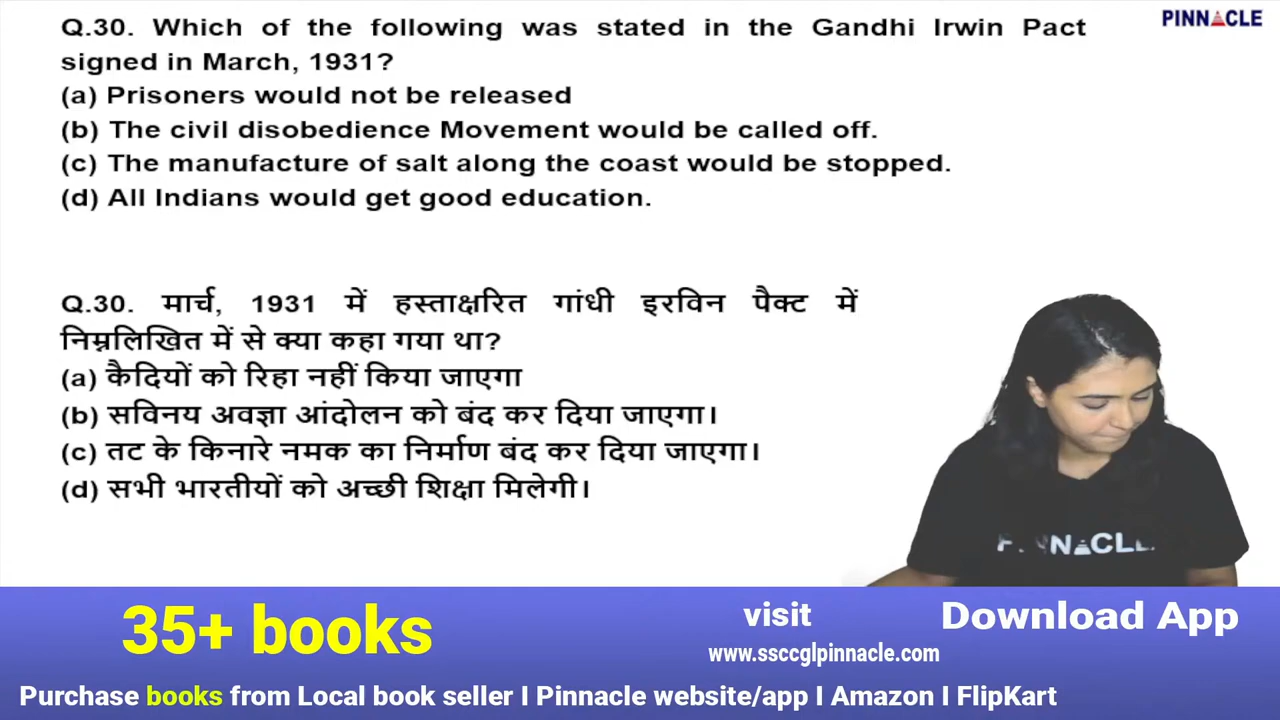 PINNACLE
Q.30. Which of the following was stated in the Gandhi Irwin Pact
signed in March, 1931?
(a) Prisoners would not be released
(b) The civil disobedience Movement would be called off.
(c) The manufacture of salt along the coast would be stopped.
(d) All Indians would get good education.
Q.30. मार्च, 1931 में हस्ताक्षरित गांधी इरविन पैक्ट में
निम्नलिखित में से क्या कहा गया था?
(a) कैदियों को रिहा नहीं किया जाएगा
(b) सविनय अवज्ञा आंदोलन को बंद कर दिया जाएगा।
(c) तट के किनारे नमक का निर्माण बंद कर दिया जाएगा।
(d) सभी भारतीयों को अच्छी शिक्षा मिलेगी।
PINNACLE
35+ books
visit
www.ssccglpinnacle.com
Download App
Purchase books from Local book seller I Pinnacle website/app I Amazon I FlipKart